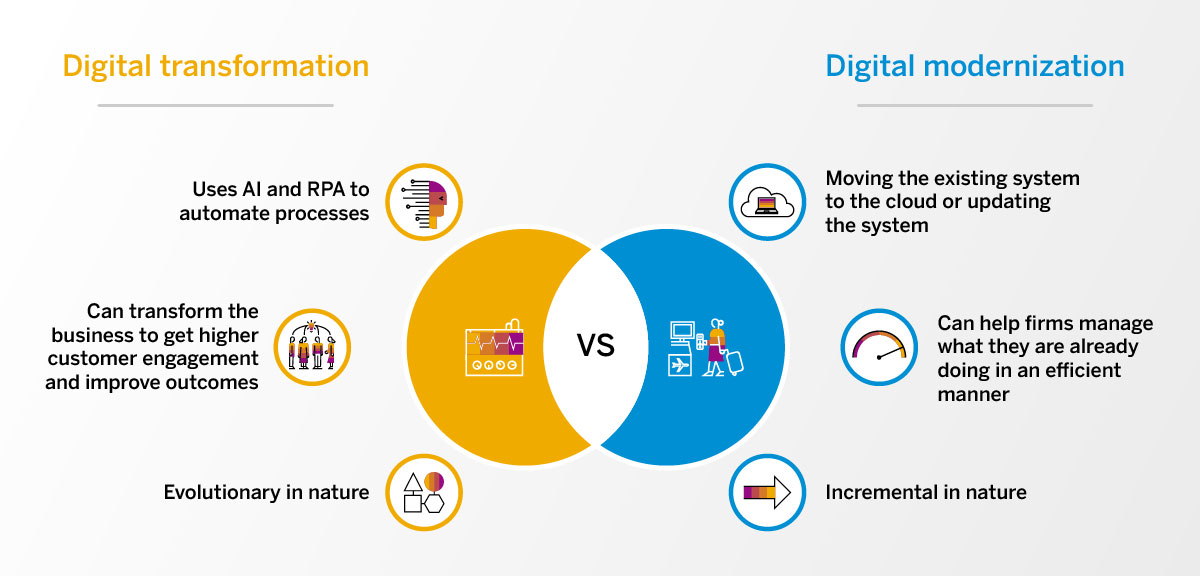 Digital transformation
Uses AI and RPA to
automate processes
Can transform the
business to get higher
customer engagement
and improve outcomes
Evolutionary in nature
VS
Digital modernization
Moving the existing system
to the cloud or updating
the system
Can help firms manage
what they are already
doing in an efficient
manner
Incremental in nature